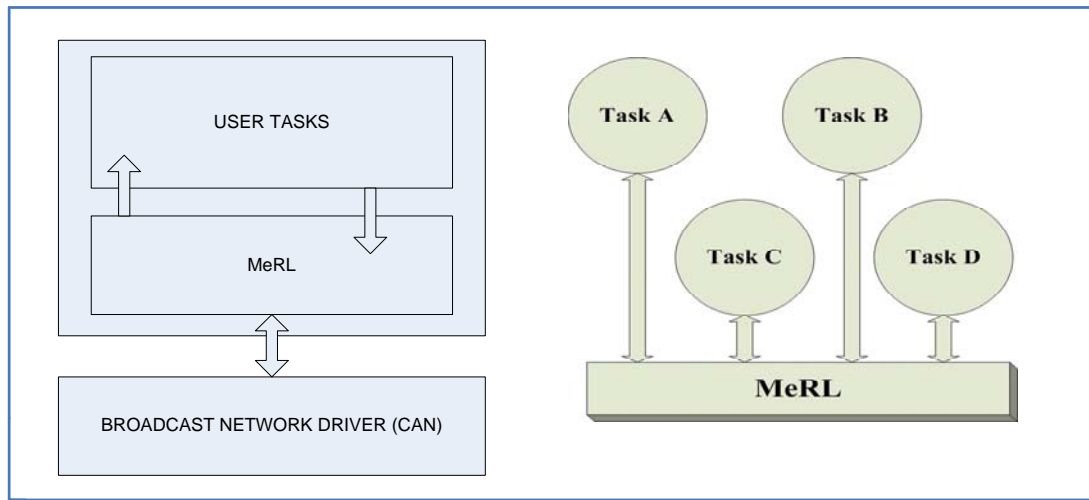 USER TASKS
MeRL
BROADCAST NETWORK DRIVER (CAN)
Task A
Task B
Task C
Task D
MeRL